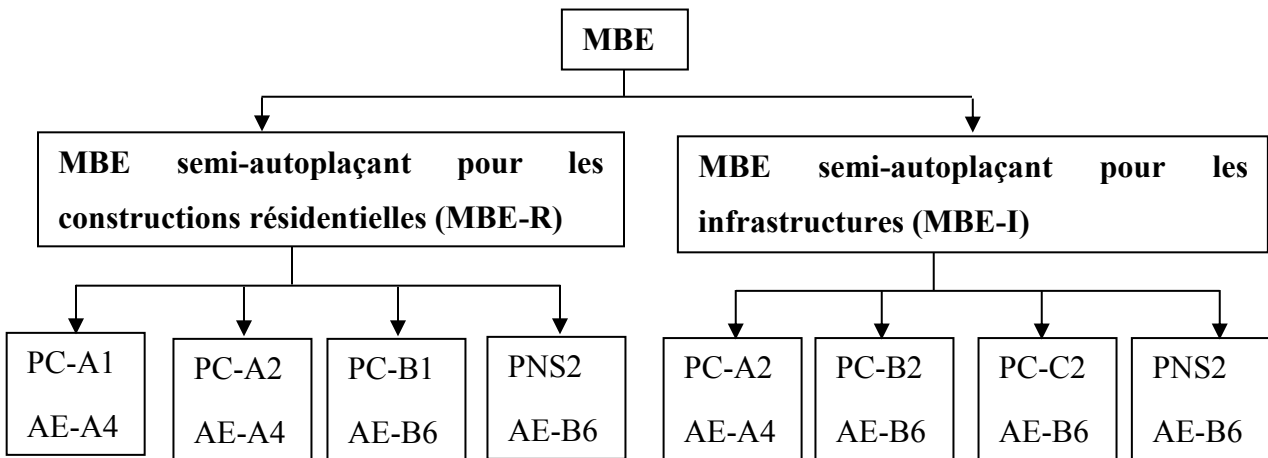 MBE
MBE semi-autoplaçant pour les
constructions résidentielles (MBE-R)
MBE semi-autoplaçant pour les
infrastructures (MBE-I)
PC-A1
AE-A4
PC-A2
AE-A4
PC-B1
AE-B6
PNS2
AE-B6
PC-A2
AE-A4
PC-B2
AE-B6
PC-C2
AE-B6
PNS2
AE-B6